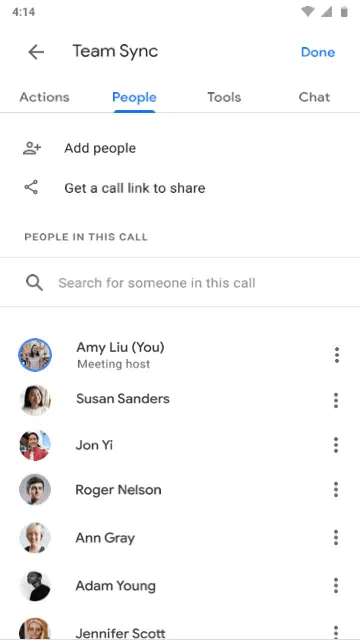 4:14
Team Sync
Done
Actions People Tools Chat
Add people
Get a call link to share
PEOPLE IN THIS CALL
Search for someone in this call
Amy Liu (You)
Meeting host
Susan Sanders
Jon Yi
Roger Nelson
Ann Gray
Adam Young
Jennifer Scott